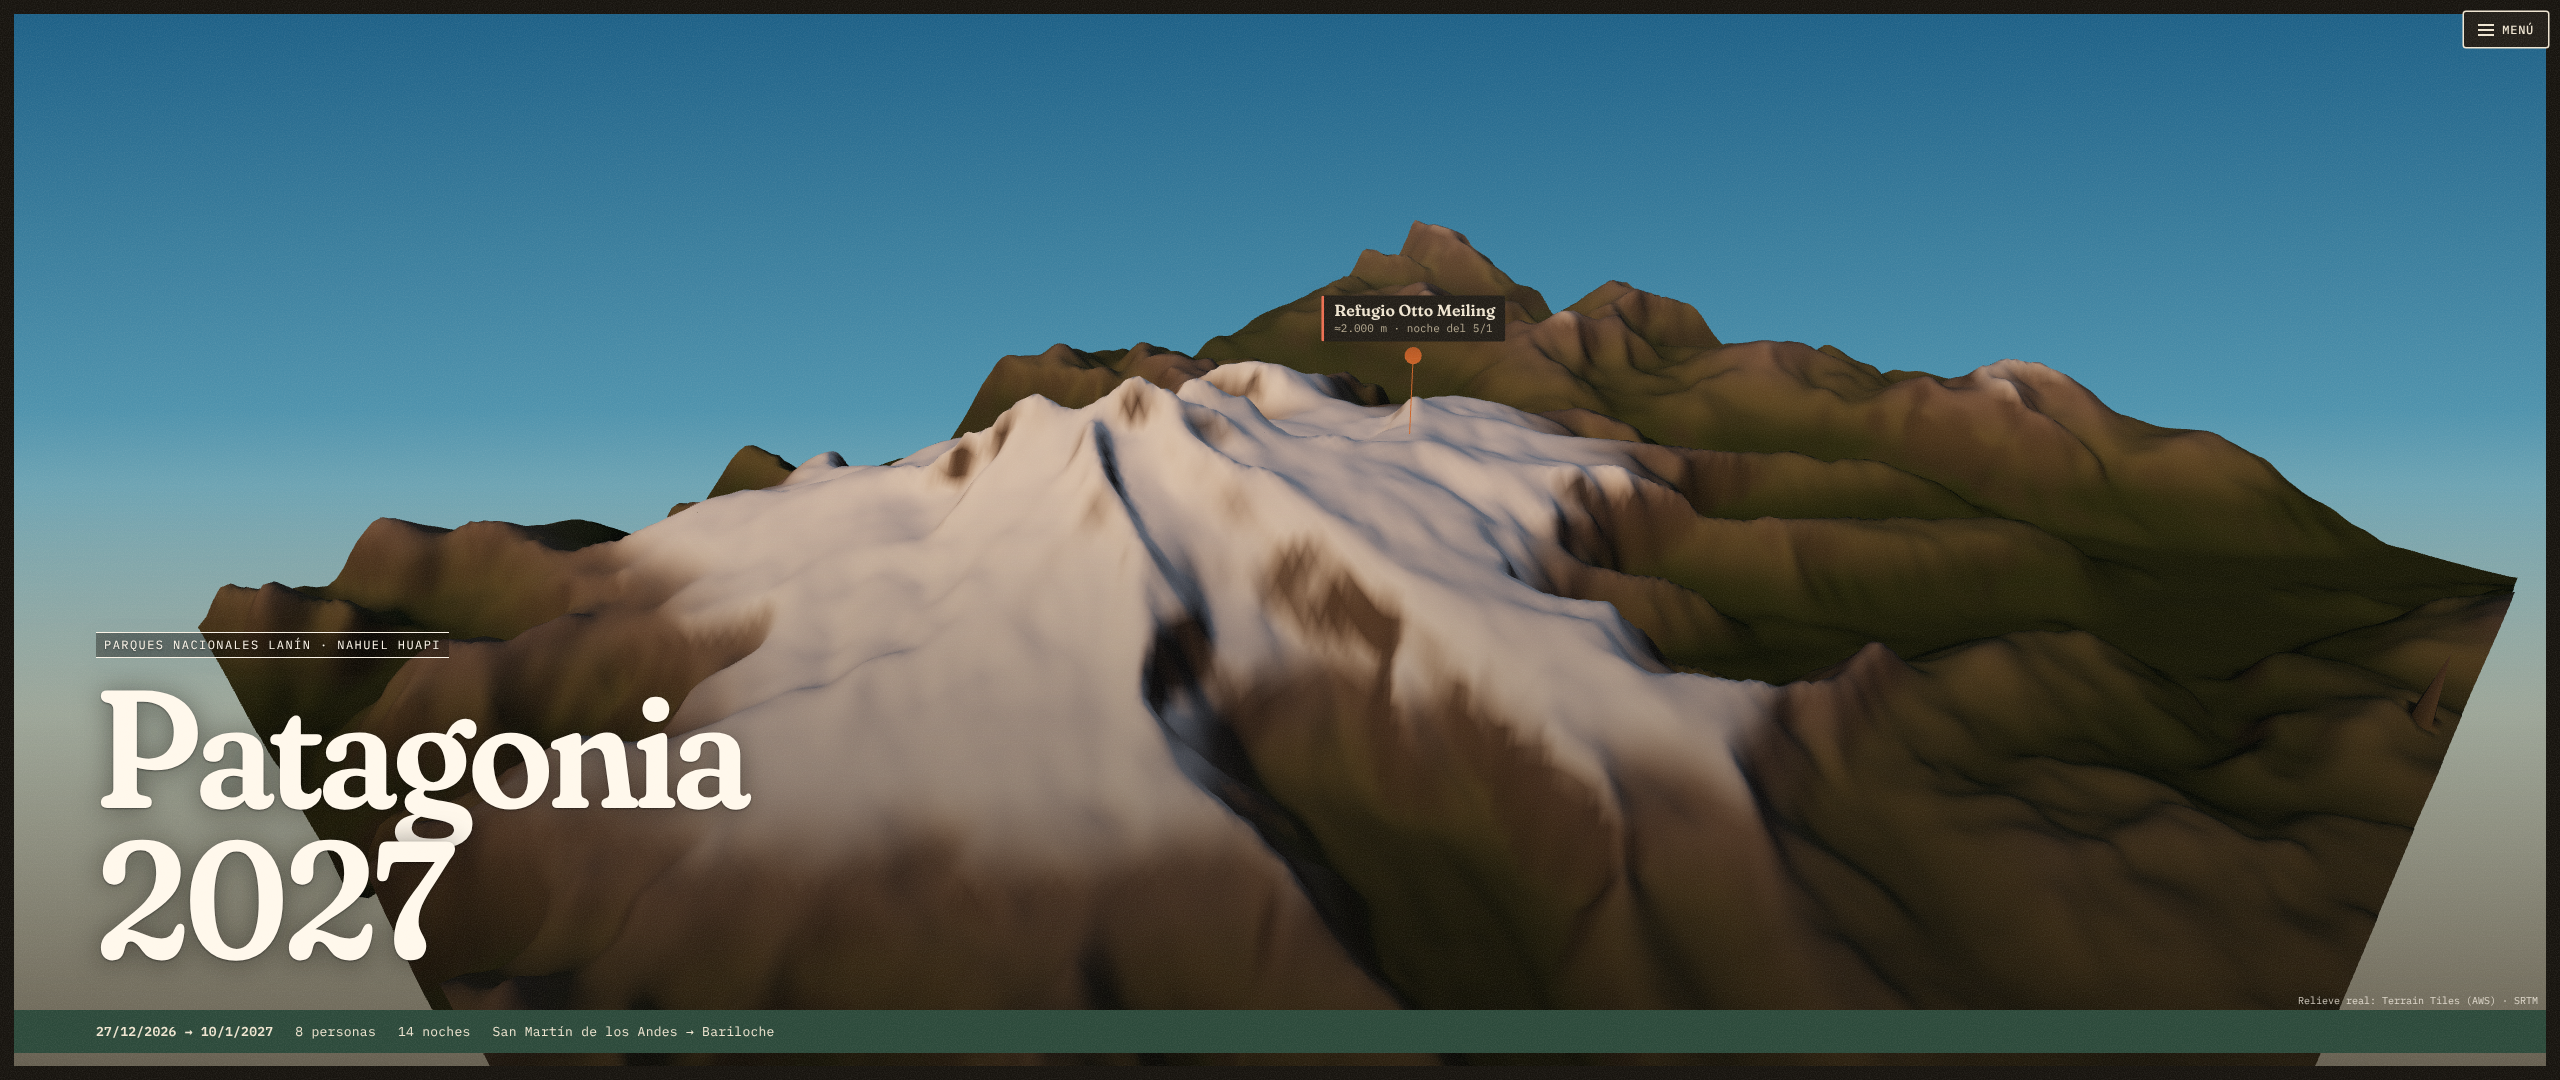 MENÚ
Refugio Otto Meiling
≈2.000 m · noche del 5/1
PARQUES NACIONALES LANÍN · NAHUEL HUAPI
Patagonia
2027
Relieve real: Terrain Tiles (AWS) · SRTM
27/12/2026 → 10/1/2027 8 personas 14 noches San Martín de los Andes → Bariloche